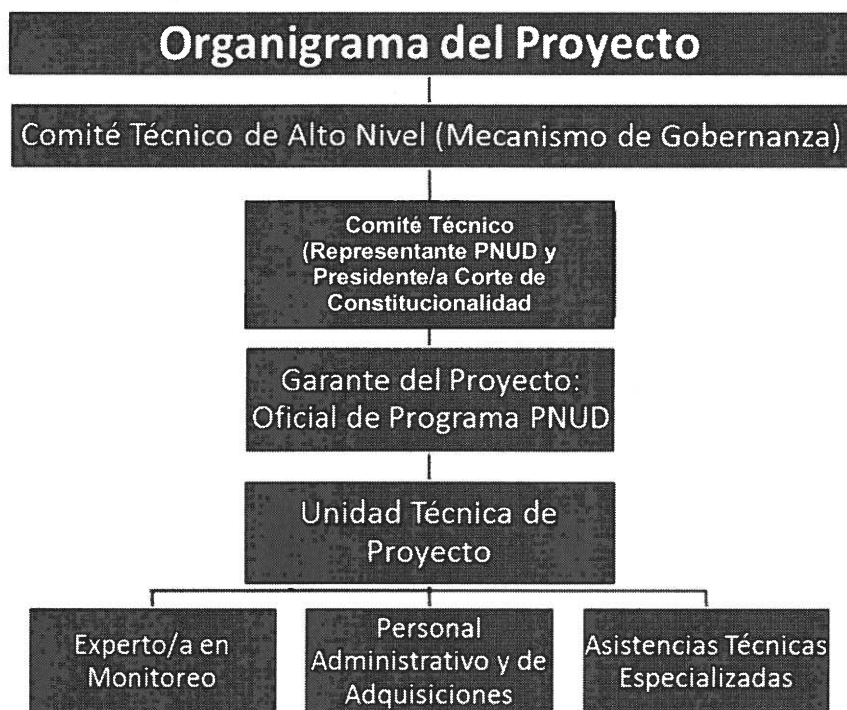 Organigrama del Proyecto
Comité Técnico de Alto Nivel (Mecanismo de Gobernanza)
Comité Técnico
(Representante PNUD y
Presidente/a Corte de
Constitucionalidad
Garante del Proyecto:
Oficial de Programa PNUD
Unidad Técnica de
Proyecto
Experto/a en
Monitoreo
Personal
Administrativo y de
Adquisiciones
Asistencias Técnicas
Especializadas